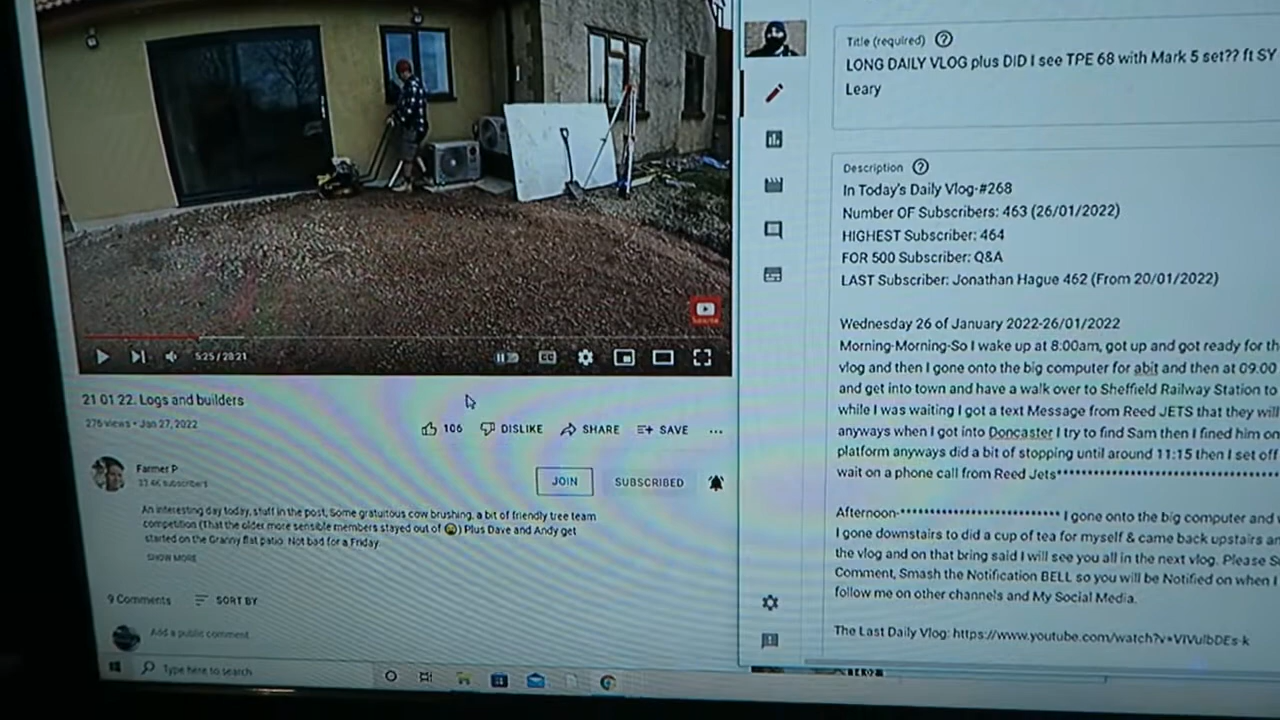 5:25 / 28:21
CC
21 01 22. Logs and builders
276 views • Jan 27, 2022
106
DISLIKE
SHARE
SAVE
Farmer P
JOIN
SUBSCRIBED
An interesting day today, stuff in the post, Some gratuitous cow brushing, a bit of friendly tree team
competition (That the older more sensible members stayed out of 😄) Plus Dave and Andy get
started on the Granny flat patio. Not bad for a Friday.
SHOW MORE
9 Comments
SORT BY
Add a public comment...
Type here to search
Title (required)
LONG DAILY VLOG plus DID I see TPE 68 with Mark 5 set?? ft SY
Leary
Description
In Today's Daily Vlog-#268
Number OF Subscribers: 463 (26/01/2022)
HIGHEST Subscriber: 464
FOR 500 Subscriber: Q&A
LAST Subscriber: Jonathan Hague 462 (From 20/01/2022)
Wednesday 26 of January 2022-26/01/2022
Morning-Morning-So I wake up at 8:00am, got up and got ready for th
vlog and then I gone onto the big computer for abit and then at 09:00
and get into town and have a walk over to Sheffield Railway Station to
while I was waiting I got a text Message from Reed JETS that they will
anyways when I got into Doncaster I try to find Sam then I fined him on
platform anyways did a bit of stopping until around 11:15 then I set off
wait on a phone call from Reed Jets**********************************
Afternoon-************************** I gone onto the big computer and
I gone downstairs to did a cup of tea for myself & came back upstairs an
the vlog and on that bring said I will see you all in the next vlog. Please S
Comment, Smash the Notification BELL so you will be Notified on when I
follow me on other channels and My Social Media.
The Last Daily Vlog: https://www.youtube.com/watch?v=